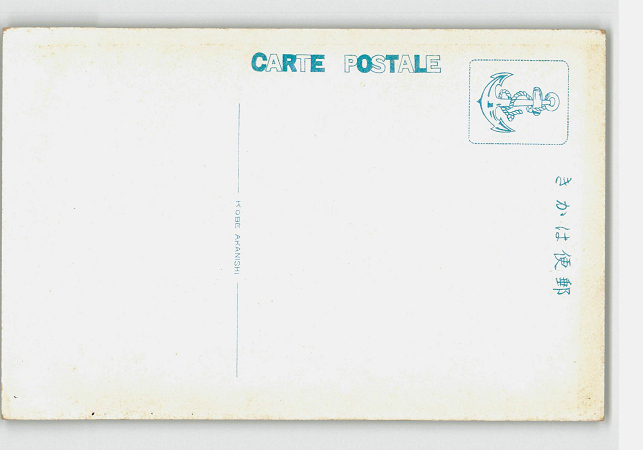 CARTE POSTALE
KOBE AKANISHI
きかは便郵